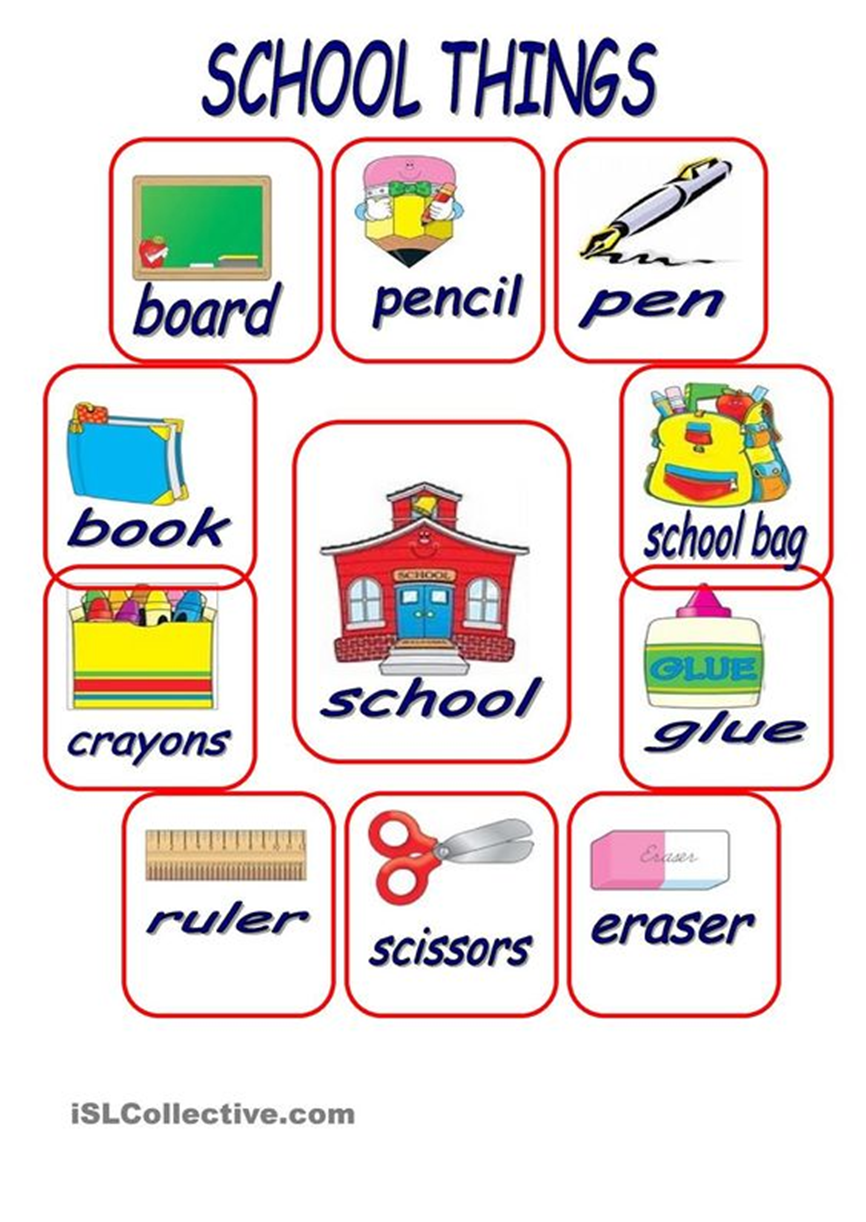 SCHOOL THINGS
board
pencil
pen
book
school bag
SCHOOL
school
crayons
GLUE
glue
ruler
scissors
Eraser
eraser
iSLCollective.com